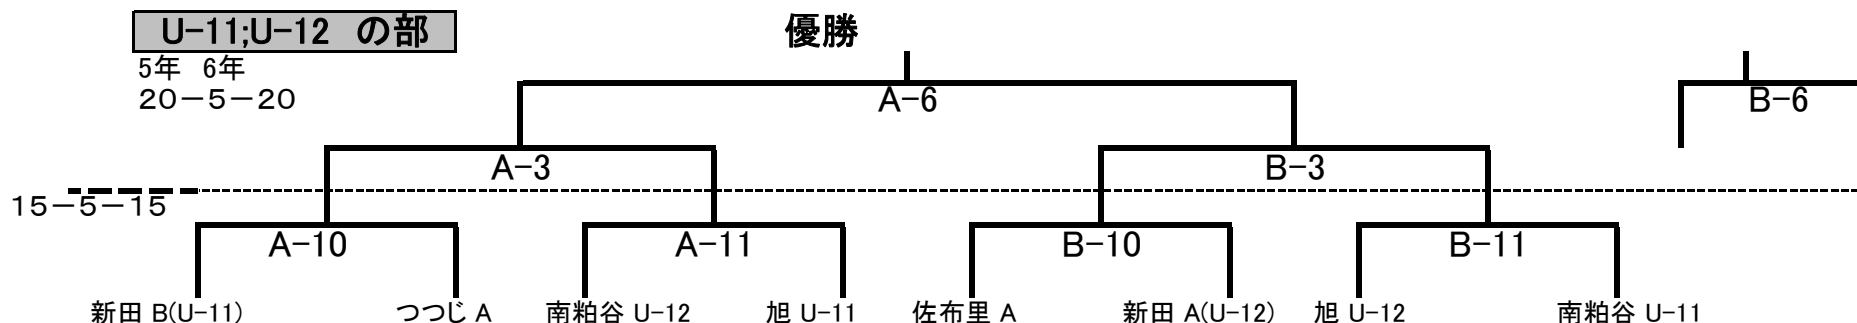 U-11;U-12 の部
優勝
5年 6年
20-5-20
A-6
B-6
A-3
B-3
15-5-15
A-10
A-11
B-10
B-11
新田 B(U-11)
つつじ A
南粕谷 U-12
旭 U-11
佐布里 A
新田 A(U-12)
旭 U-12
南粕谷 U-11